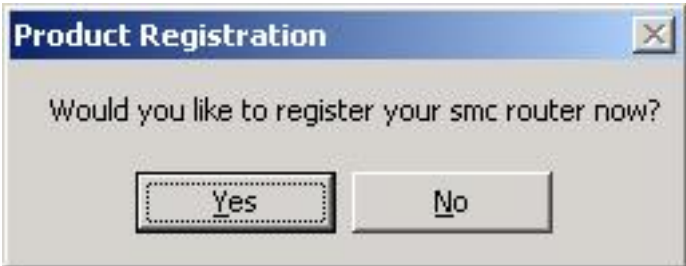 Product Registration
Would you like to register your smc router now?
Yes
No